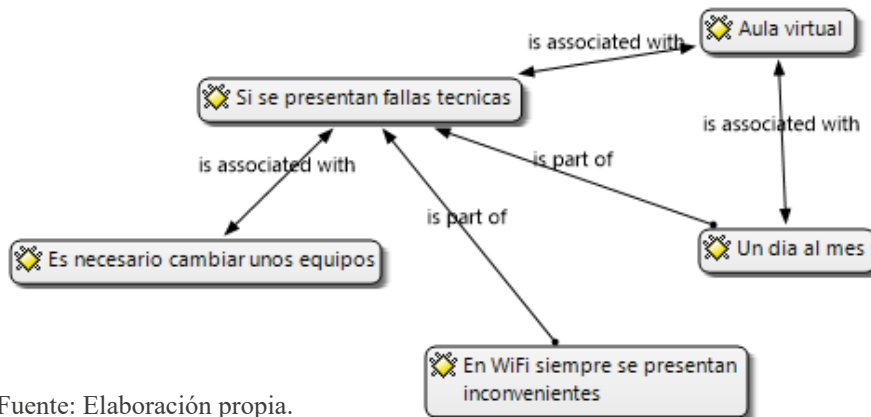 Aula virtual
is associated with
Si se presentan fallas tecnicas
is associated with
is part of
is associated with
is part of
Un dia al mes
Es necesario cambiar unos equipos
En WiFi siempre se presentan
inconvenientes
Fuente: Elaboración propia.